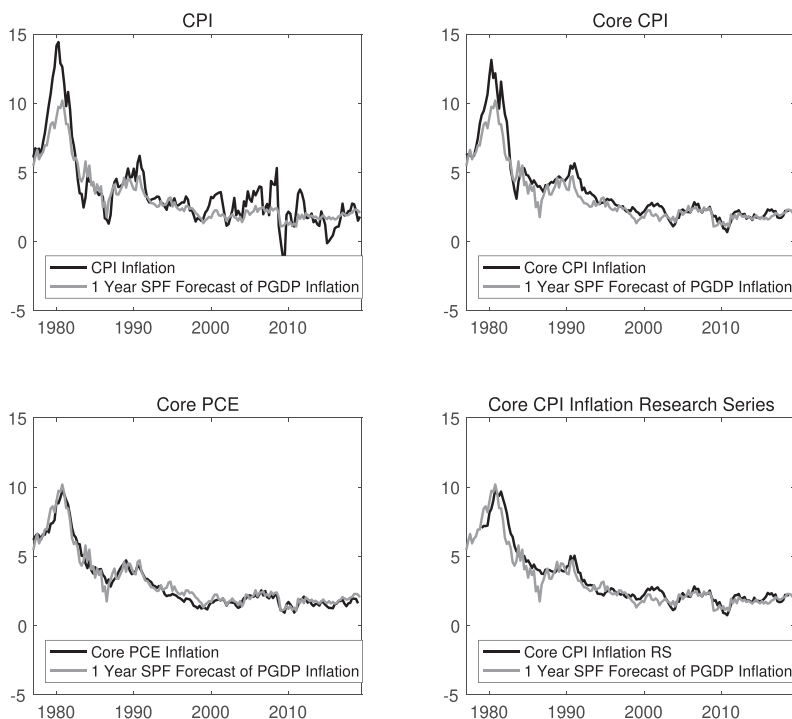 CPI
15
10
5
0
-5
CPI Inflation
1 Year SPF Forecast of PGDP Inflation
1980 1990 2000 2010
Core CPI
15
10
5
0
-5
Core CPI Inflation
1 Year SPF Forecast of PGDP Inflation
1980 1990 2000 2010
Core PCE
15
10
5
0
-5
Core PCE Inflation
1 Year SPF Forecast of PGDP Inflation
1980 1990 2000 2010
Core CPI Inflation Research Series
15
10
5
0
-5
Core CPI Inflation RS
1 Year SPF Forecast of PGDP Inflation
1980 1990 2000 2010